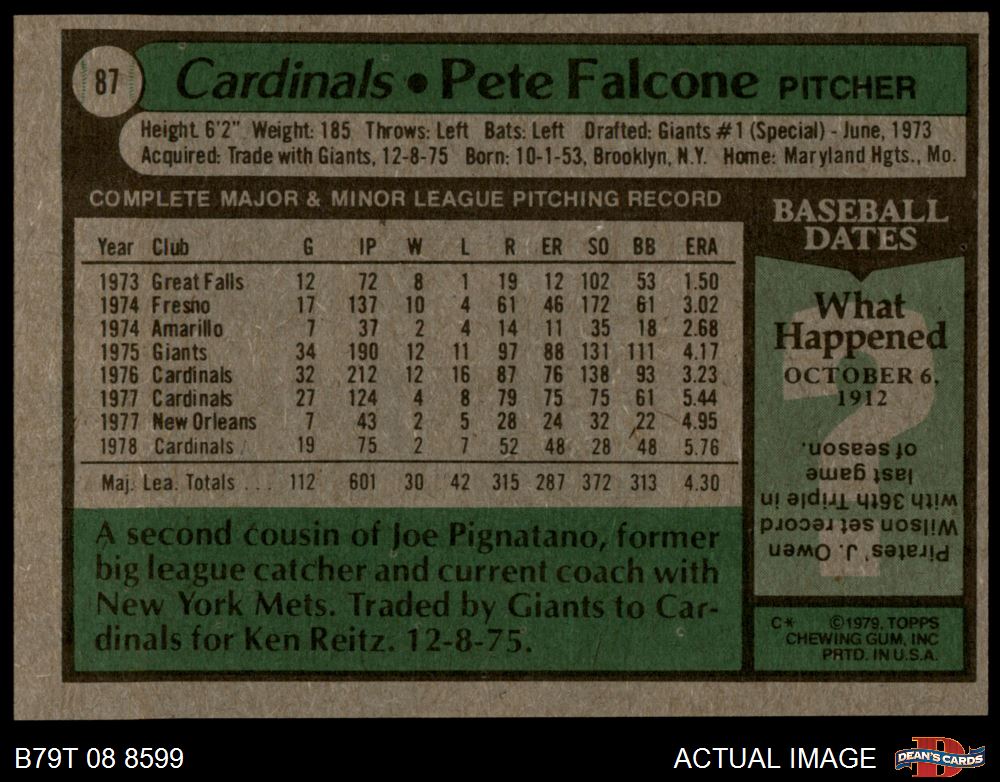 87
Cardinals • Pete Falcone PITCHER
Height. 6'2" Weight: 185 Throws: Left Bats: Left Drafted: Giants #1 (Special) - June, 1973
Acquired: Trade with Giants, 12-8-75 Born: 10-1-53, Brooklyn, N.Y. Home: Maryland Hgts., Mo.
COMPLETE MAJOR & MINOR LEAGUE PITCHING RECORD
Year Club G IP W L R ER SO BB ERA
1973 Great Falls 12 72 8 1 19 12 102 53 1.50
1974 Fresno 17 137 10 4 61 46 172 61 3.02
1974 Amarillo 7 37 2 4 14 11 35 18 2.68
1975 Giants 34 190 12 11 97 88 131 111 4.17
1976 Cardinals 32 212 12 16 87 76 138 93 3.23
1977 Cardinals 27 124 4 8 79 75 75 61 5.44
1977 New Orleans 7 43 2 5 28 24 32 22 4.95
1978 Cardinals 19 75 2 7 52 48 28 48 5.76
Maj. Lea. Totals ... 112 601 30 42 315 287 372 313 4.30
A second cousin of Joe Pignatano, former
big league catcher and current coach with
New York Mets. Traded by Giants to Car-
dinals for Ken Reitz. 12-8-75.
BASEBALL
DATES
What
Happened
OCTOBER 6,
1912
Pirates' J. Owen
Wilson set record
with 36th Triple in
last game
of season.
C* ©1979, TOPPS
CHEWING GUM, INC
PRTD. IN U.S.A.
B79T 08 8599
ACTUAL IMAGE
D
DEAN'S CARDS